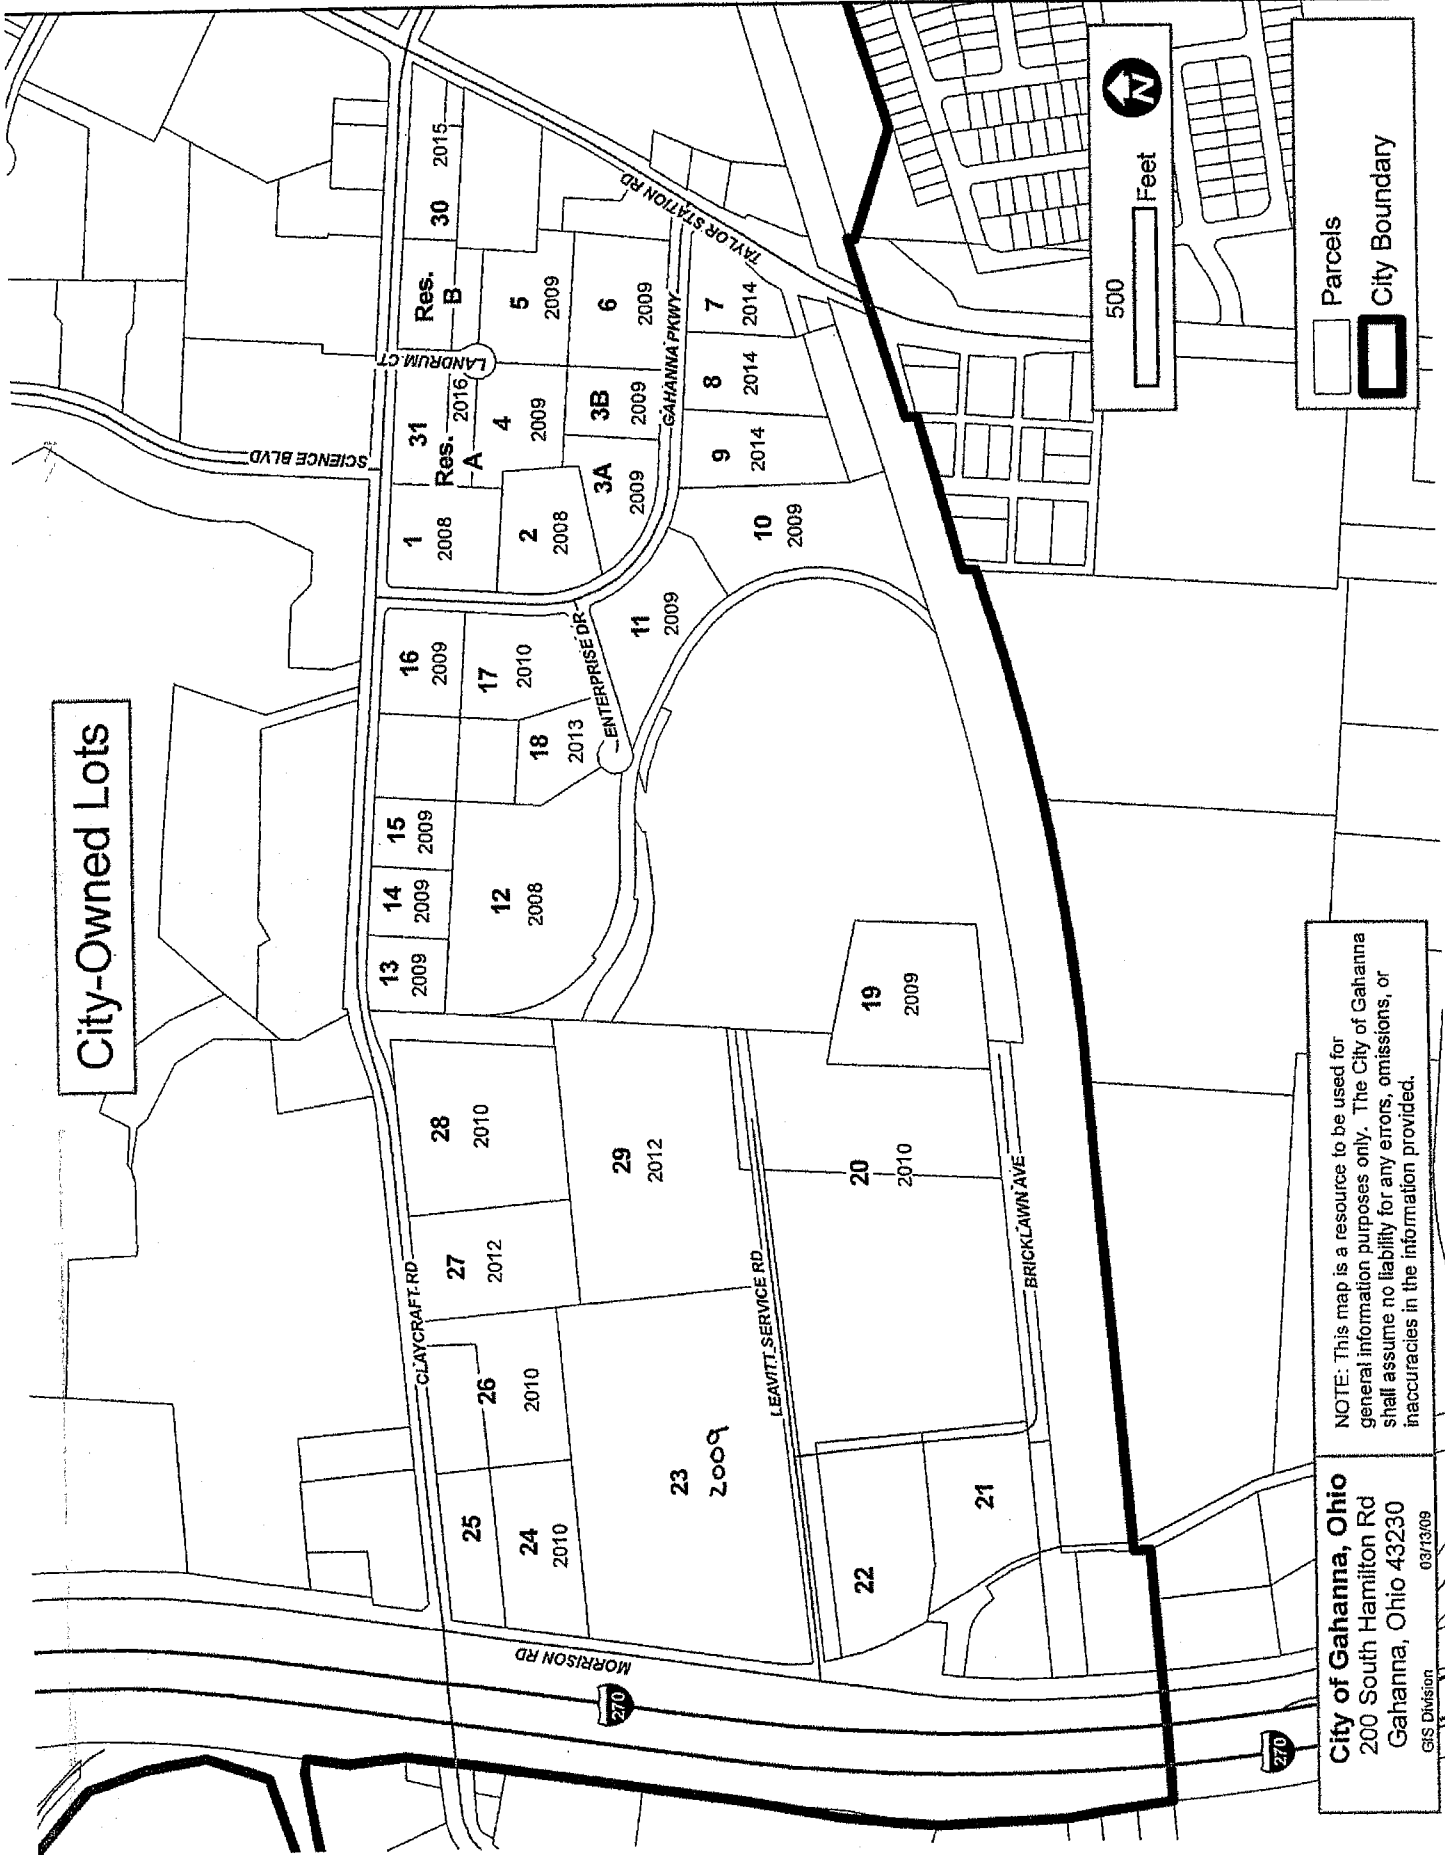 City-Owned Lots
SCIENCE BLVD
LANDRUM CT
CLAYCRAFT RD
MORRISON RD
TAYLOR STATION RD
GAHANNA PKWY
ENTERPRISE DR
LEAVITT SERVICE RD
BRICKLAWN AVE
270
270
25
24
2010
26
2010
27
2012
28
2010
23
2009
29
2012
22
21
20
2010
19
2009
13
2009
14
2009
15
2009
12
2008
16
2009
17
2010
18
2013
11
2009
10
2009
1
2008
2
2008
31
2016
Res.
A
4
2009
3A
2009
3B
2009
Res.
B
30
2015
5
2009
6
2009
7
2014
8
2014
9
2014
500
Feet
N
Parcels
City Boundary
City of Gahanna, Ohio
200 South Hamilton Rd
Gahanna, Ohio 43230
GIS Division
03/13/09
NOTE: This map is a resource to be used for
general information purposes only. The City of Gahanna
shall assume no liability for any errors, omissions, or
inaccuracies in the information provided.